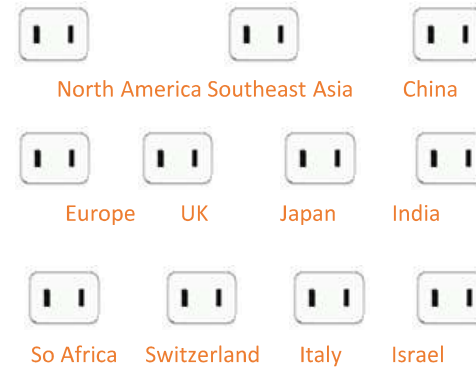 North America Southeast Asia China
Europe UK Japan India
So Africa Switzerland Italy Israel